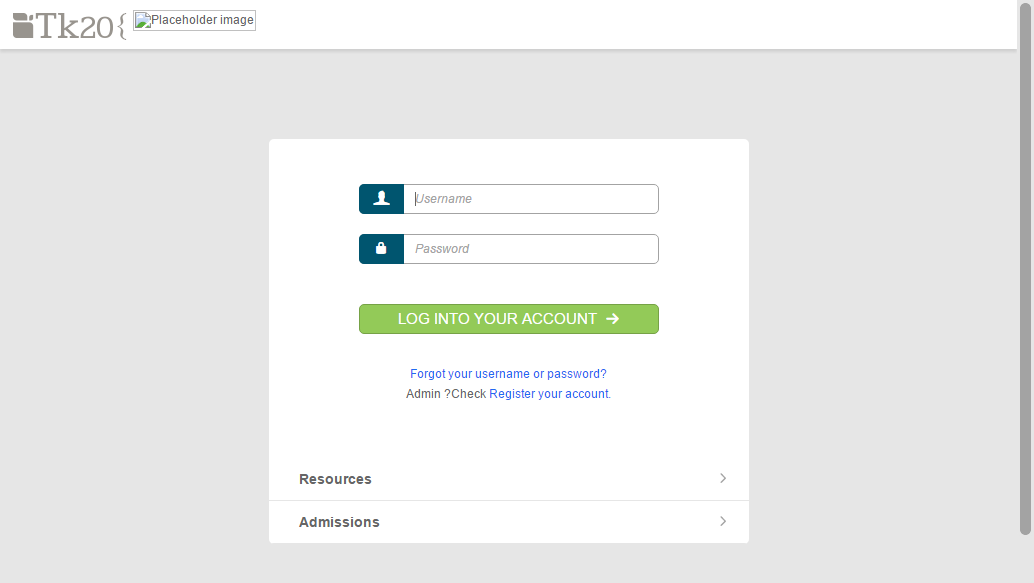 Tk20{
Placeholder image
Username
Password
LOG INTO YOUR ACCOUNT
Forgot your username or password?
Admin ?Check Register your account.
Resources
Admissions